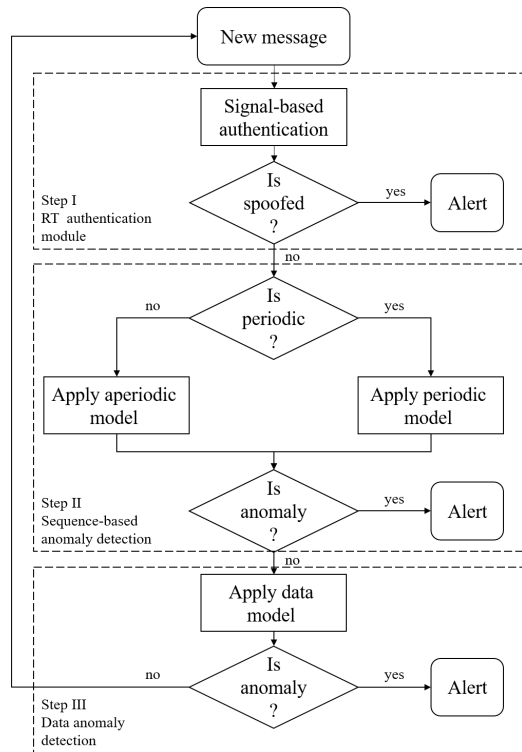 New message
Signal-based
authentication
Is
spoofed
?
yes
Alert
Step I
RT authentication
module
no
Is
periodic
?
no
yes
Apply aperiodic
model
Apply periodic
model
Is
anomaly
?
yes
Alert
Step II
Sequence-based
anomaly detection
no
Apply data
model
Is
anomaly
?
no
yes
Alert
Step III
Data anomaly
detection